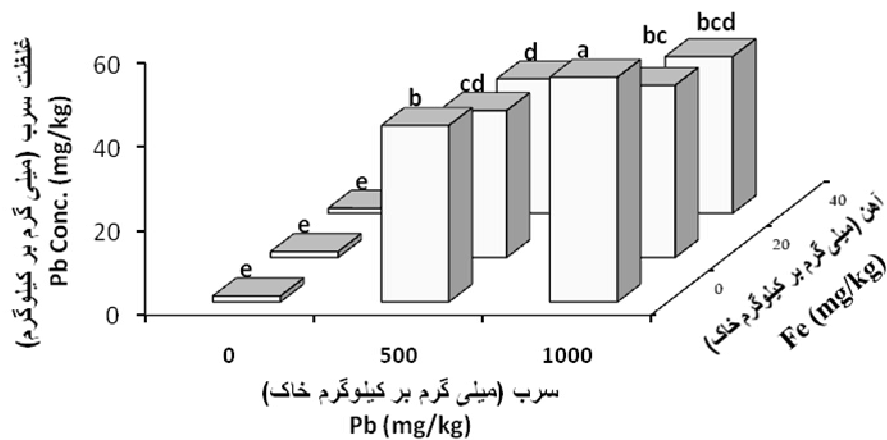 غلظت سرب (میلی گرم بر کیلوگرم)
Pb Conc. (mg/kg)
60
40
20
0
e
e
e
b
cd
d
a
bc
bcd
0
500
1000
سرب (میلی گرم بر کیلوگرم خاک)
Pb (mg/kg)
0
20
40
آهن (میلی گرم بر کیلوگرم خاک)
Fe (mg/kg)